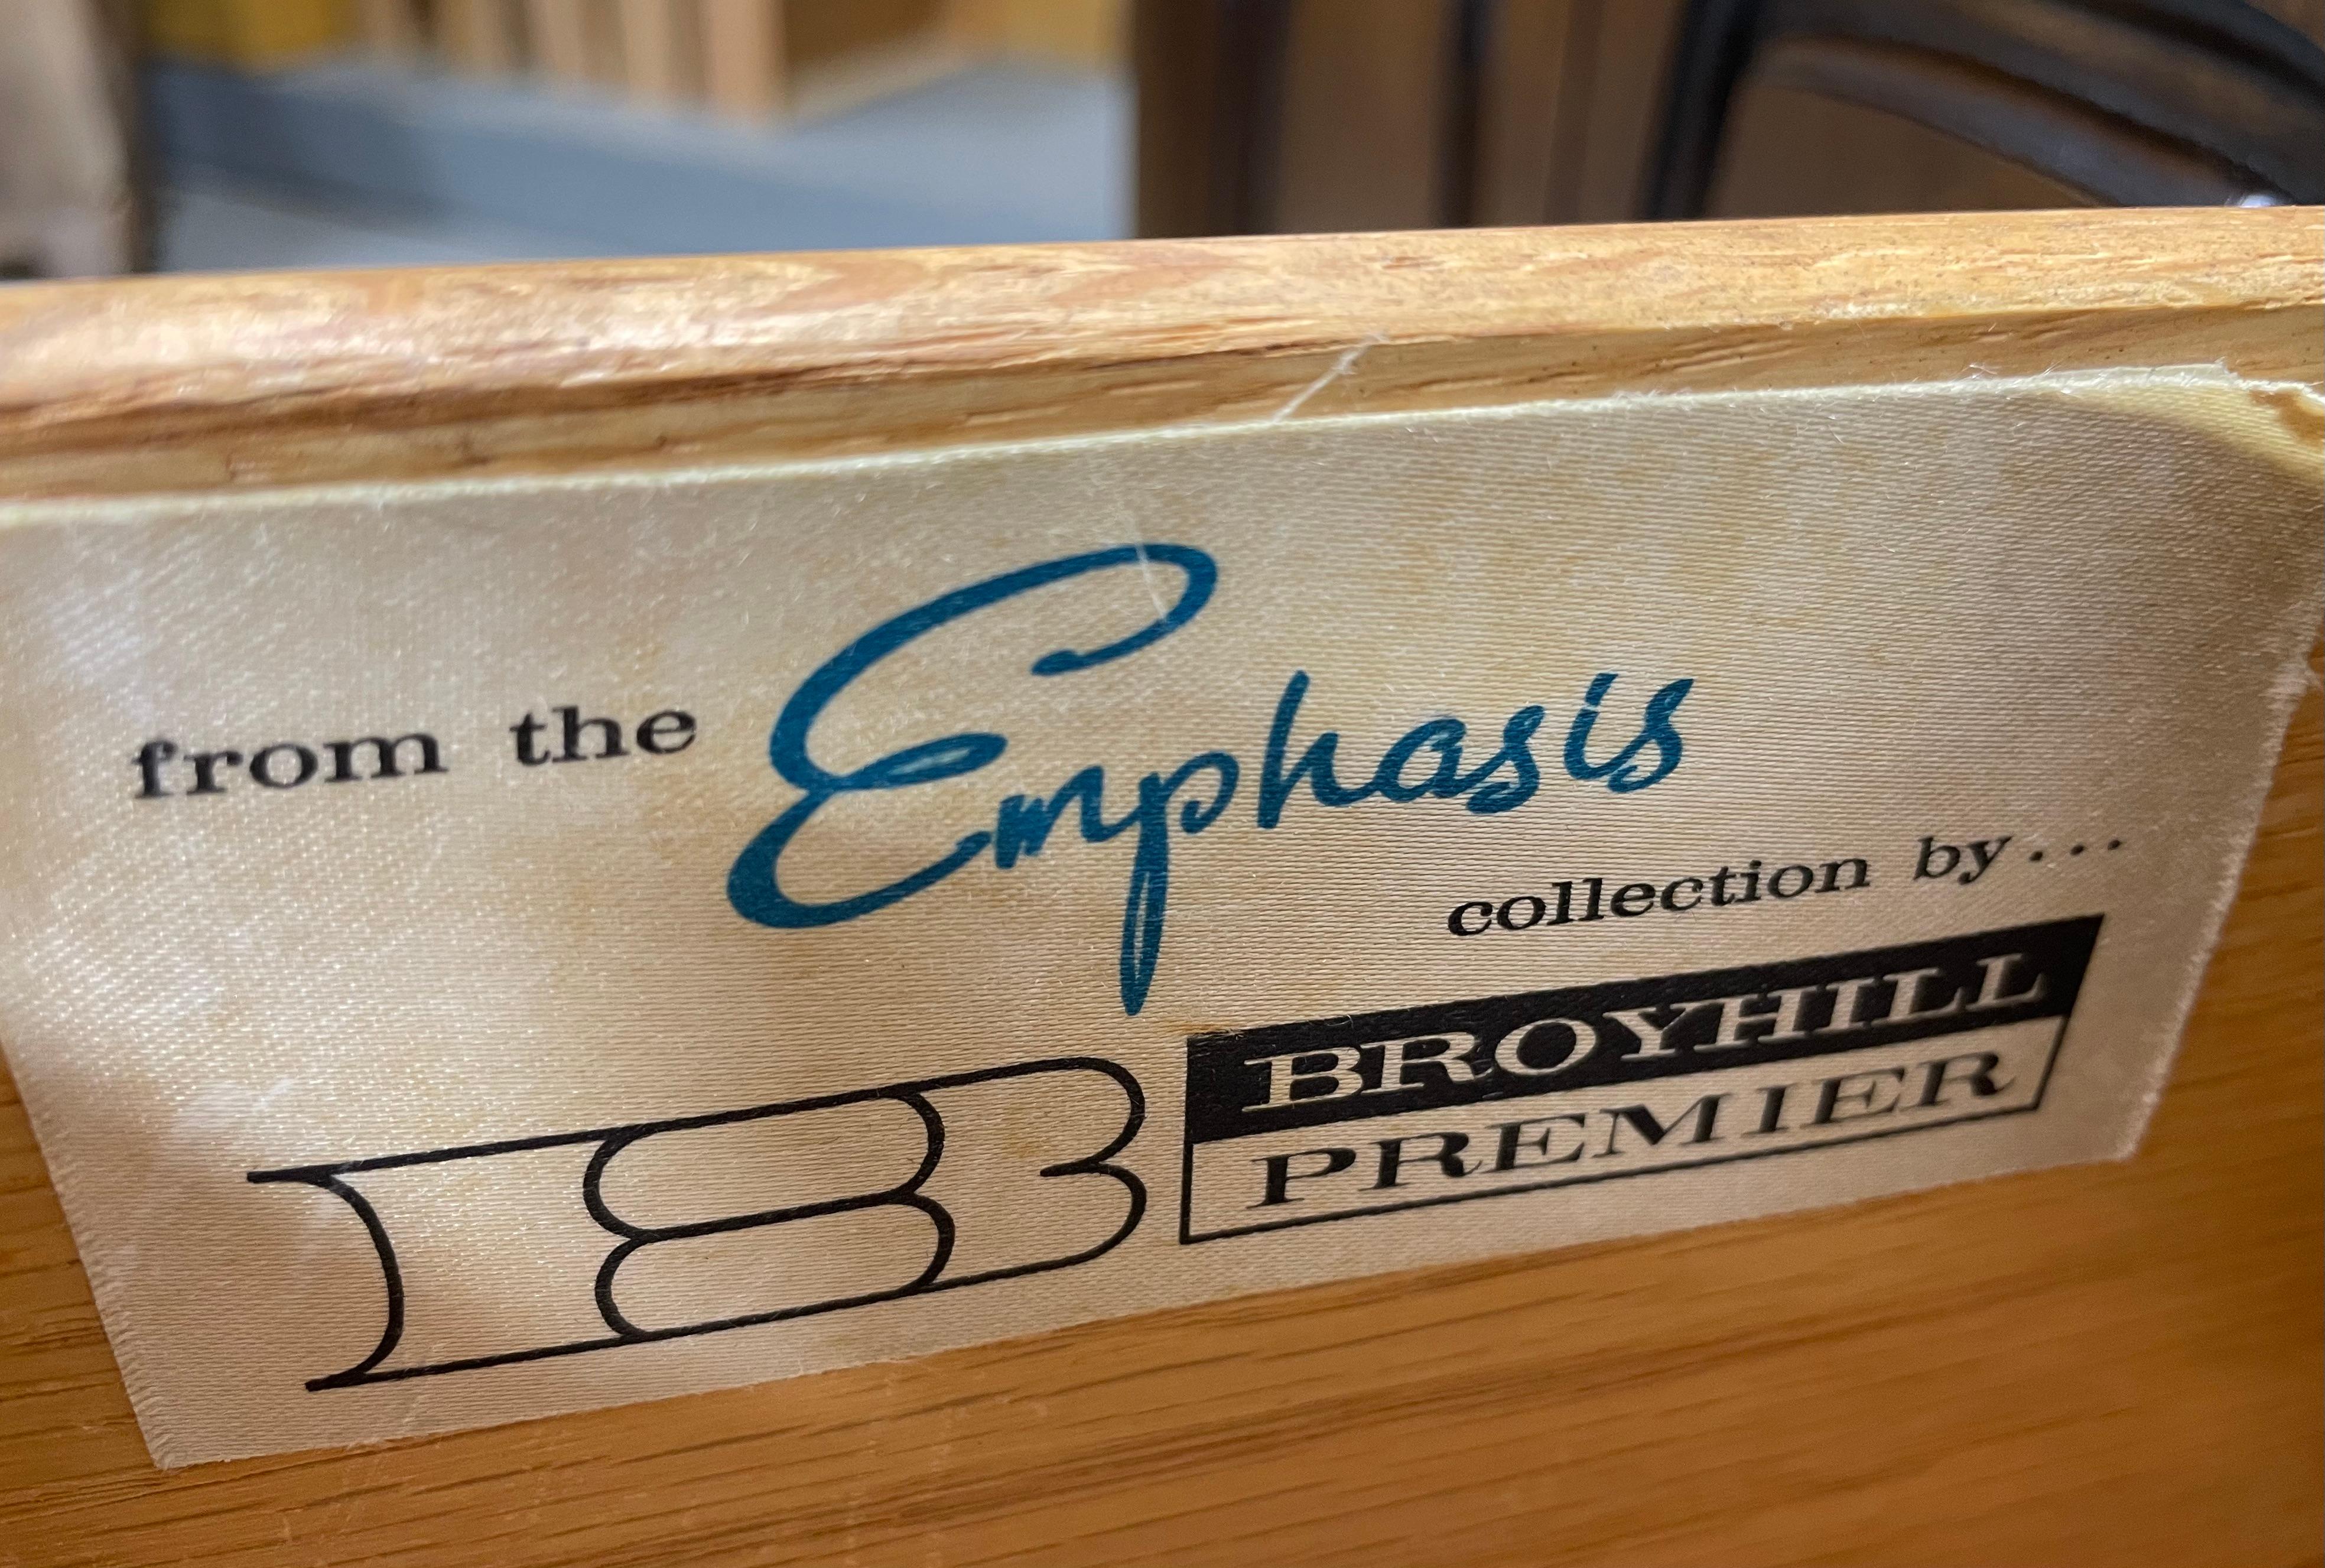 from the Emphasis
collection by...
B BROYHILL
PREMIER